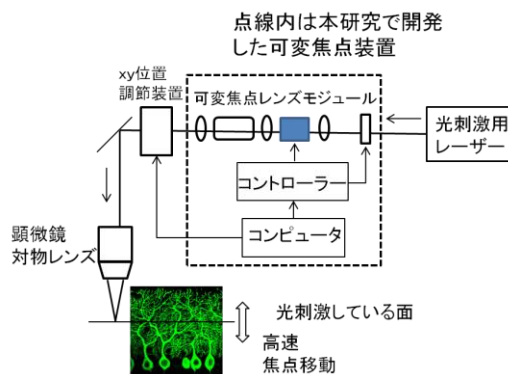 点線内は本研究で開発
した可変焦点装置
xy位置
調節装置
可変焦点レンズモジュール
光刺激用
レーザー
コントローラー
コンピュータ
顕微鏡
対物レンズ
光刺激している面
高速
焦点移動